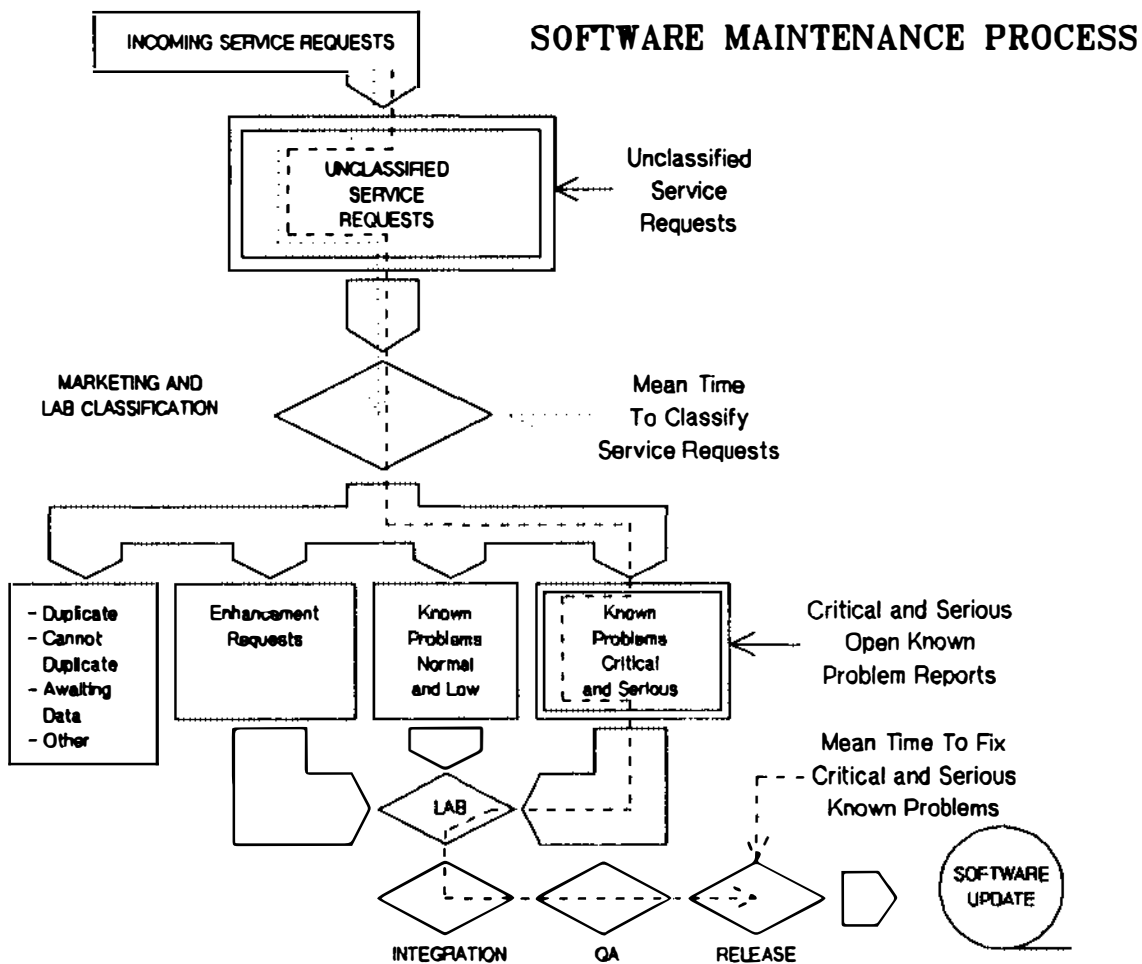 INCOMING SERVICE REQUESTS
SOFTWARE MAINTENANCE PROCESS
UNCLASSIFIED
SERVICE
REQUESTS
Unclassified
Service
Requests
MARKETING AND
LAB CLASSIFICATION
Mean Time
To Classify
Service Requests
- Duplicate
- Cannot
Duplicate
- Awaiting
Data
- Other
Enhancement
Requests
Known
Problems
Normal
and Low
Known
Problems
Critical
and Serious
Critical and Serious
Open Known
Problem Reports
Mean Time To Fix
Critical and Serious
Known Problems
LAB
SOFTWARE
UPDATE
INTEGRATION
QA
RELEASE